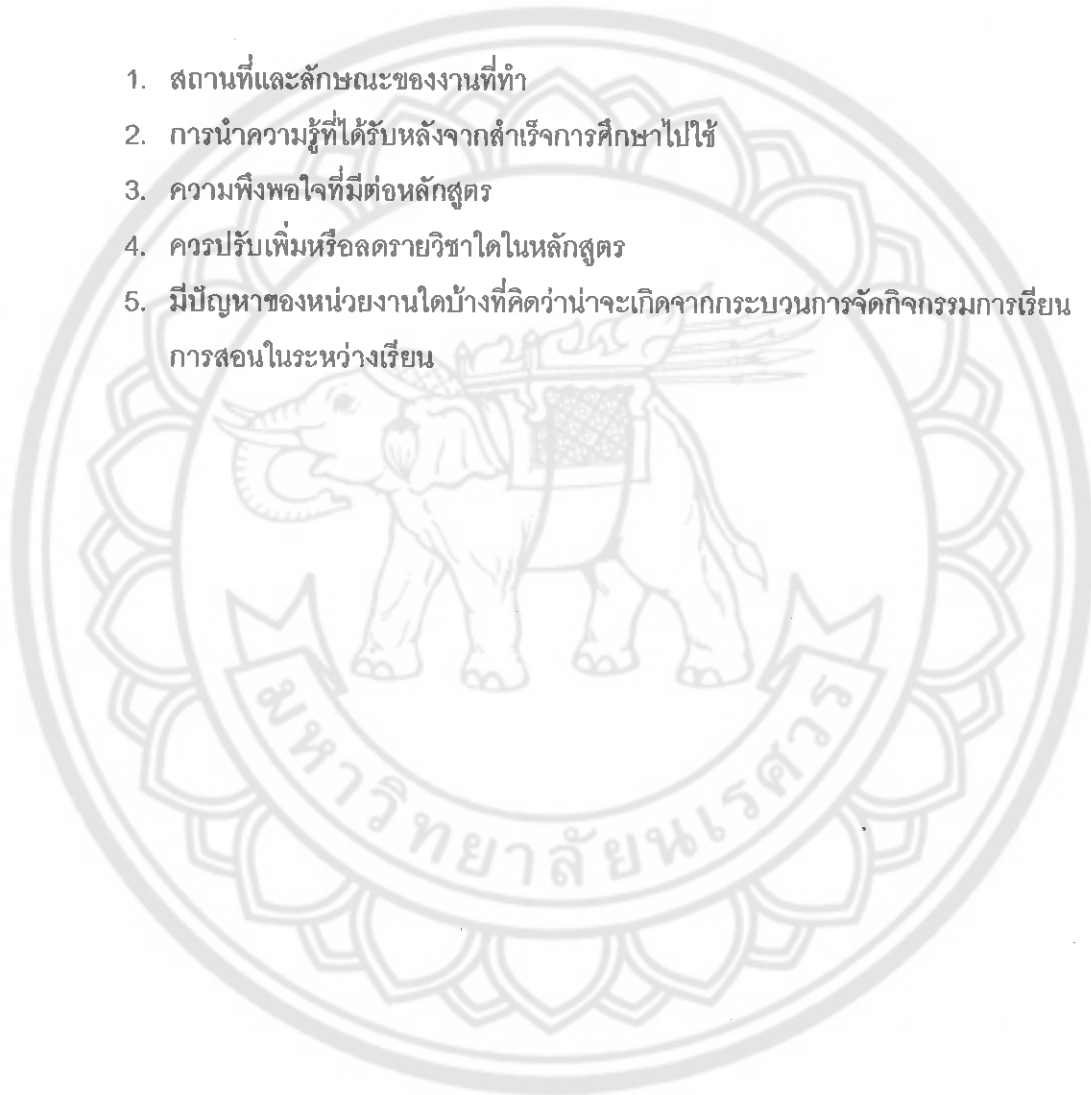 1. สถานที่และลักษณะของงานที่ทำ
2. การนำความรู้ที่ได้รับหลังจากสำเร็จการศึกษาไปใช้
3. ความพึงพอใจที่มีต่อหลักสูตร
4. ควรปรับเพิ่มหรือลดรายวิชาใดในหลักสูตร
5. มีปัญหาของหน่วยงานใดบ้างที่คิดว่าน่าจะเกิดจากกระบวนการจัดกิจกรรมการเรียน
การสอนในระหว่างเรียน
มหาวิทยาลัยนเรศวร